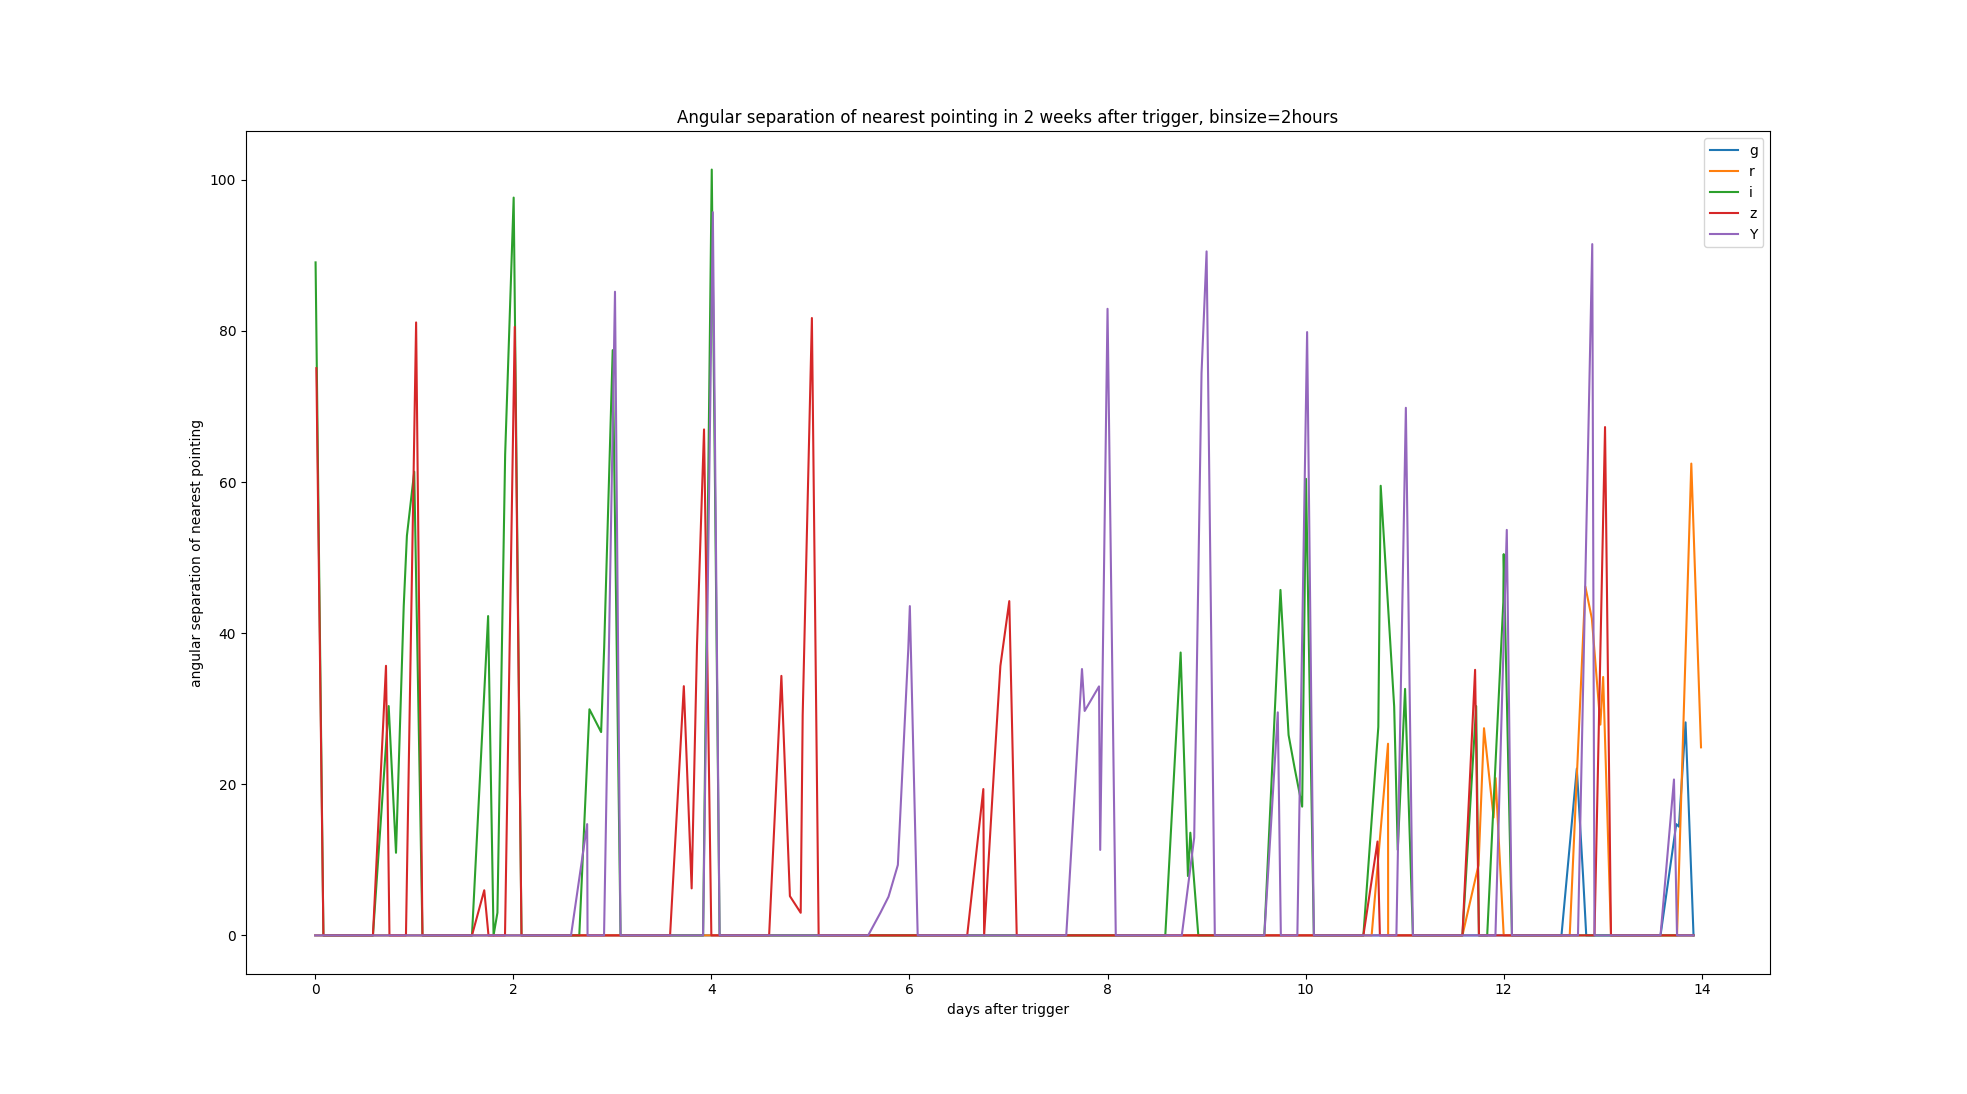 Angular separation of nearest pointing in 2 weeks after trigger, binsize=2hours
g
r
i
z
Y
100
80
60
40
20
0
angular separation of nearest pointing
0 2 4 6 8 10 12 14
days after trigger